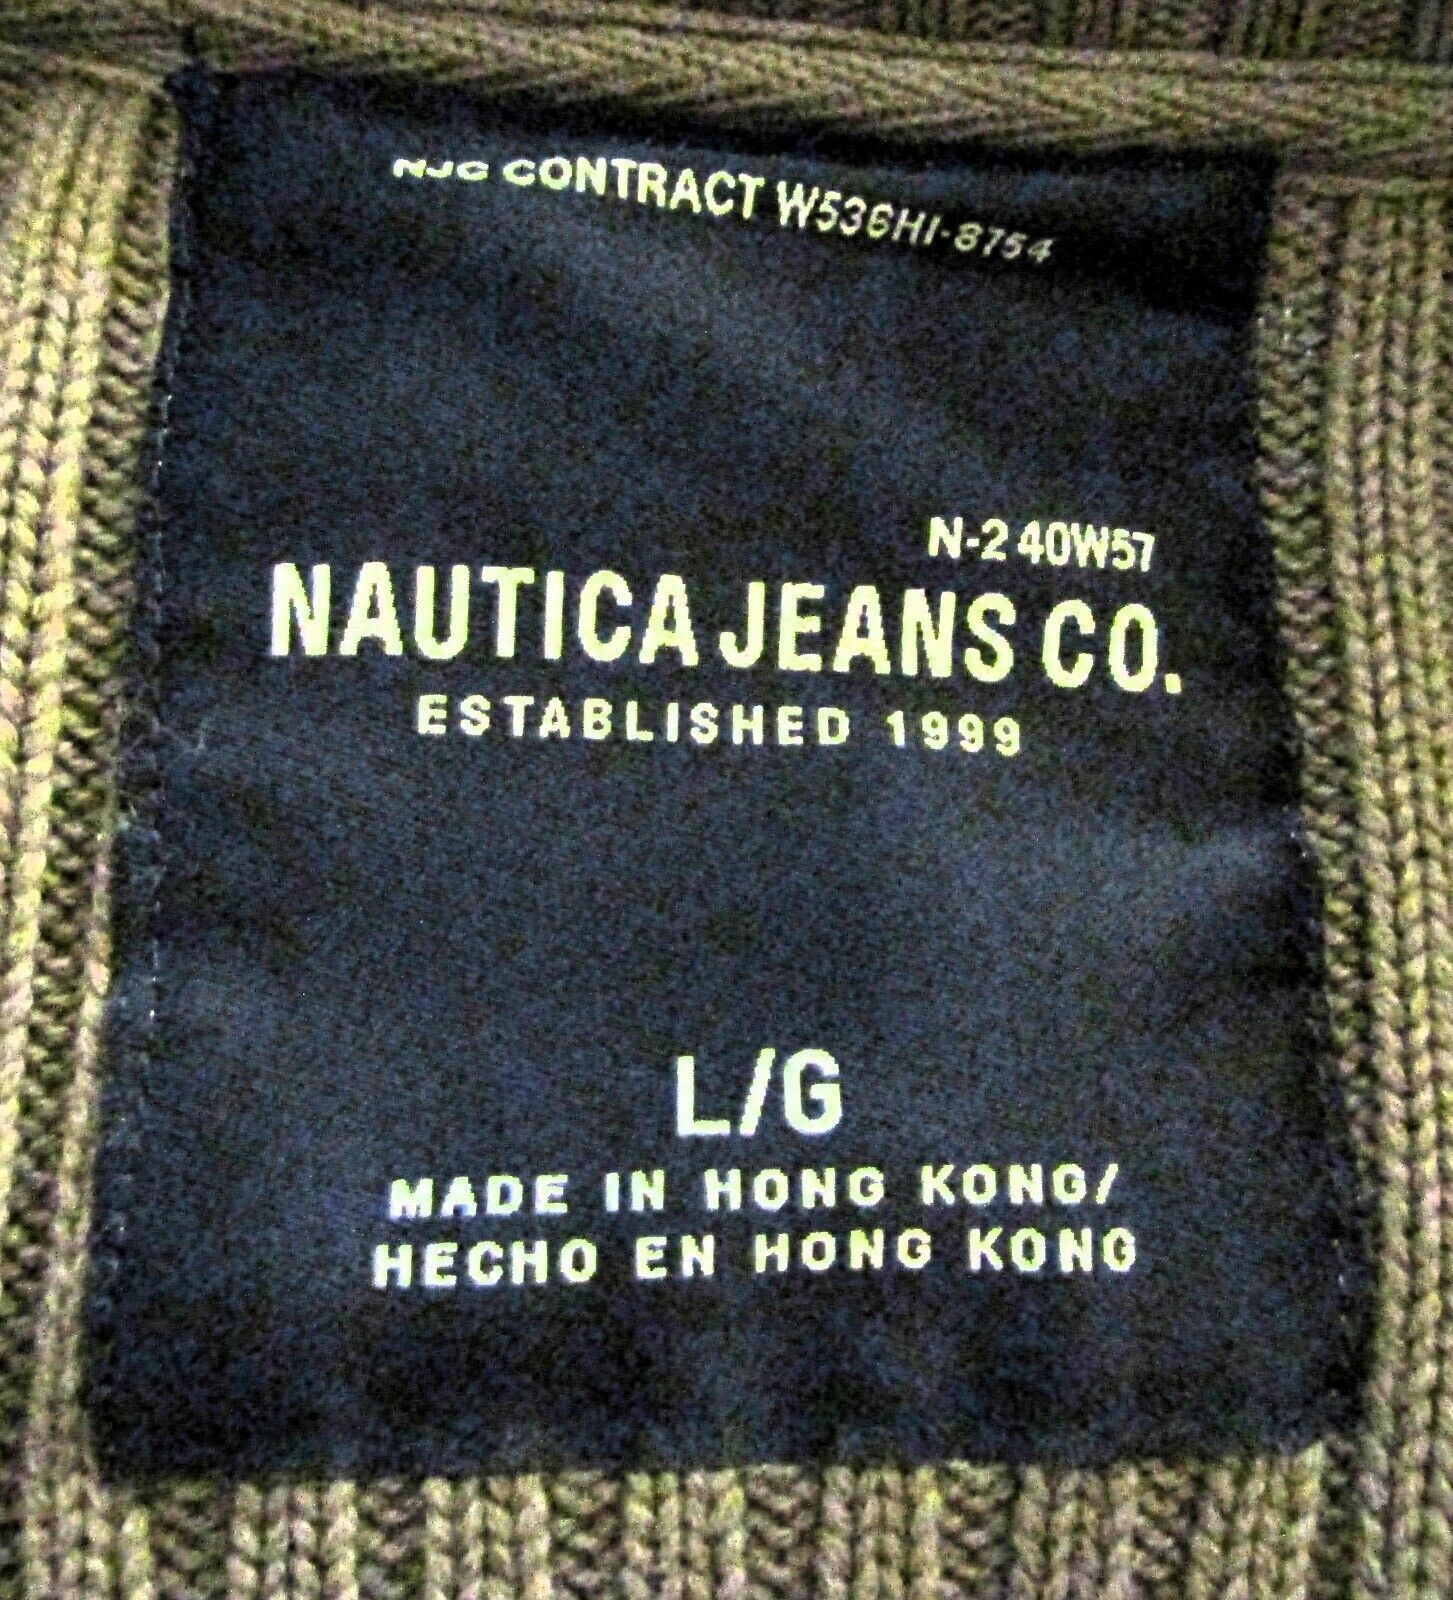 NJC CONTRACT W536HI-8754
N-2 40W57
NAUTICA JEANS CO.
ESTABLISHED 1999
L/G
MADE IN HONG KONG/
HECHO EN HONG KONG